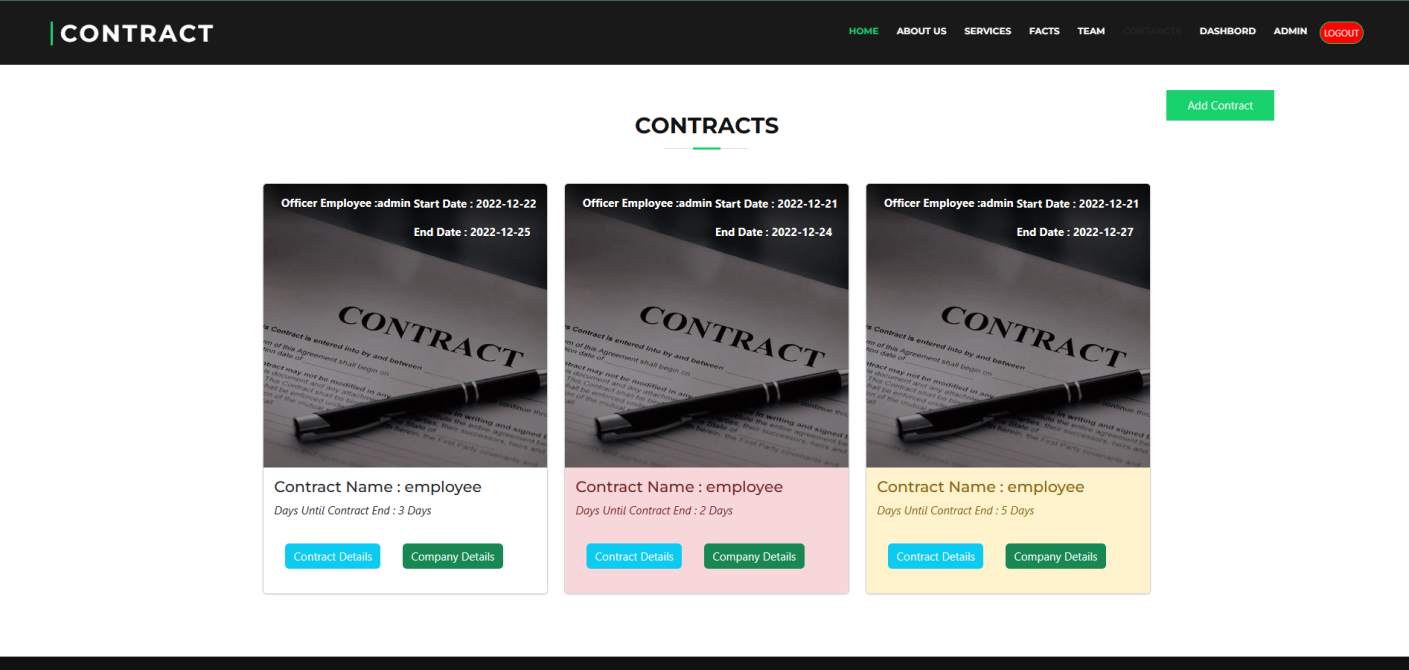 CONTRACT
HOME ABOUT US SERVICES FACTS TEAM CONTARCTS DASHBORD ADMIN LOGOUT
Add Contract
CONTRACTS
Officer Employee :admin Start Date : 2022-12-22
End Date : 2022-12-25
CONTRACT
Contract Name : employee
Days Until Contract End : 3 Days
Contract Details Company Details
Officer Employee :admin Start Date : 2022-12-21
End Date : 2022-12-24
CONTRACT
Contract Name : employee
Days Until Contract End : 2 Days
Contract Details Company Details
Officer Employee :admin Start Date : 2022-12-21
End Date : 2022-12-27
CONTRACT
Contract Name : employee
Days Until Contract End : 5 Days
Contract Details Company Details